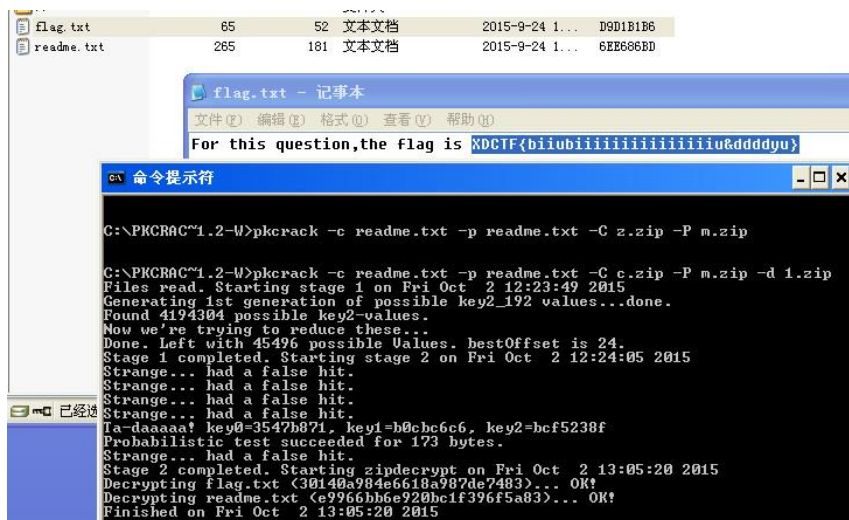 flag.txt 65 52 文本文档 2015-9-24 1... D9D1B1B6
readme.txt 265 181 文本文档 2015-9-24 1... 6EE686BD
flag.txt - 记事本
文件(F) 编辑(E) 格式(O) 查看(V) 帮助(H)
For this question,the flag is XDCTF{biiubiiiiiiiiiiiiiiiu&ddddyu}
命令提示符
C:\PKCRAC~1.2-W>pkcrack -c readme.txt -p readme.txt -C z.zip -P m.zip
C:\PKCRAC~1.2-W>pkcrack -c readme.txt -p readme.txt -C c.zip -P m.zip -d 1.zip
Files read. Starting stage 1 on Fri Oct  2 12:23:49 2015
Generating 1st generation of possible key2_192 values...done.
Found 4194304 possible key2-values.
Now we're trying to reduce these...
Done. Left with 45496 possible Values. bestOffset is 24.
Stage 1 completed. Starting stage 2 on Fri Oct  2 12:24:05 2015
Strange... had a false hit.
Strange... had a false hit.
Strange... had a false hit.
已经选
Strange... had a false hit.
Ta-daaaaa! key0=3547b871, key1=b0cbc6c6, key2=bcf5238f
Probabilistic test succeeded for 173 bytes.
Strange... had a false hit.
Stage 2 completed. Starting zipdecrypt on Fri Oct  2 13:05:20 2015
Decrypting flag.txt (30140a984e6618a987de7483)... OK!
Decrypting readme.txt (e9966bb6e920bc1f396f5a83)... OK!
Finished on Fri Oct  2 13:05:20 2015